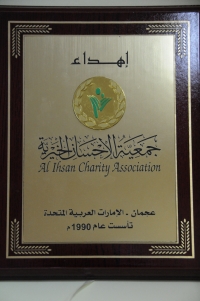 إهداء
جمعية الإحسان الخيرية
Al Ihsan Charity Association
عجمان - الإمارات العربية المتحدة
تأسست عام 1990م